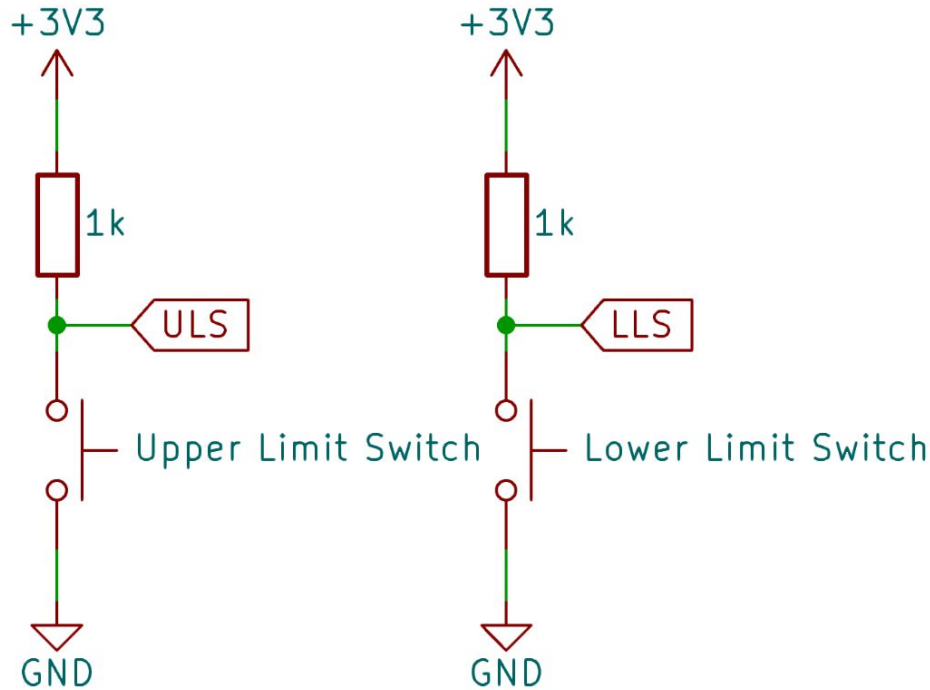 +3V3
1k
ULS
Upper Limit Switch
GND
+3V3
1k
LLS
Lower Limit Switch
GND